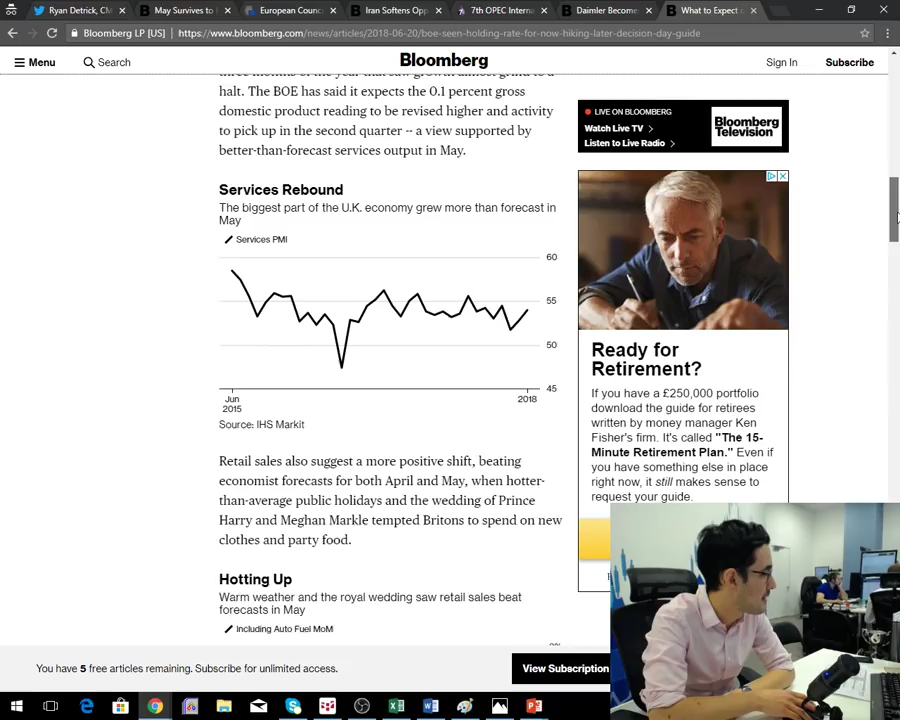 Ryan Detrick, CM
May Survives to
European Counc
Iran Softens Opp
7th OPEC Interna
Daimler Become
What to Expect
Bloomberg LP [US] | https://www.bloomberg.com/news/articles/2018-06-20/boe-seen-holding-rate-for-now-hiking-later-decision-day-guide
Menu
Search
Bloomberg
Sign In
Subscribe
three months of the year that saw growth almost grind to a
halt. The BOE has said it expects the 0.1 percent gross
domestic product reading to be revised higher and activity
to pick up in the second quarter -- a view supported by
better-than-forecast services output in May.
Services Rebound
The biggest part of the U.K. economy grew more than forecast in
May
Services PMI
60
55
50
45
Jun
2015
2018
Source: IHS Markit
Retail sales also suggest a more positive shift, beating
economist forecasts for both April and May, when hotter-
than-average public holidays and the wedding of Prince
Harry and Meghan Markle tempted Britons to spend on new
clothes and party food.
Hotting Up
Warm weather and the royal wedding saw retail sales beat
forecasts in May
Including Auto Fuel MoM
LIVE ON BLOOMBERG
Watch Live TV
Listen to Live Radio
Bloomberg
Television
Ready for
Retirement?
If you have a £250,000 portfolio
download the guide for retirees
written by money manager Ken
Fisher's firm. It's called "The 15-
Minute Retirement Plan." Even if
you have something else in place
right now, it still makes sense to
request your guide.
You have 5 free articles remaining. Subscribe for unlimited access.
View Subscription